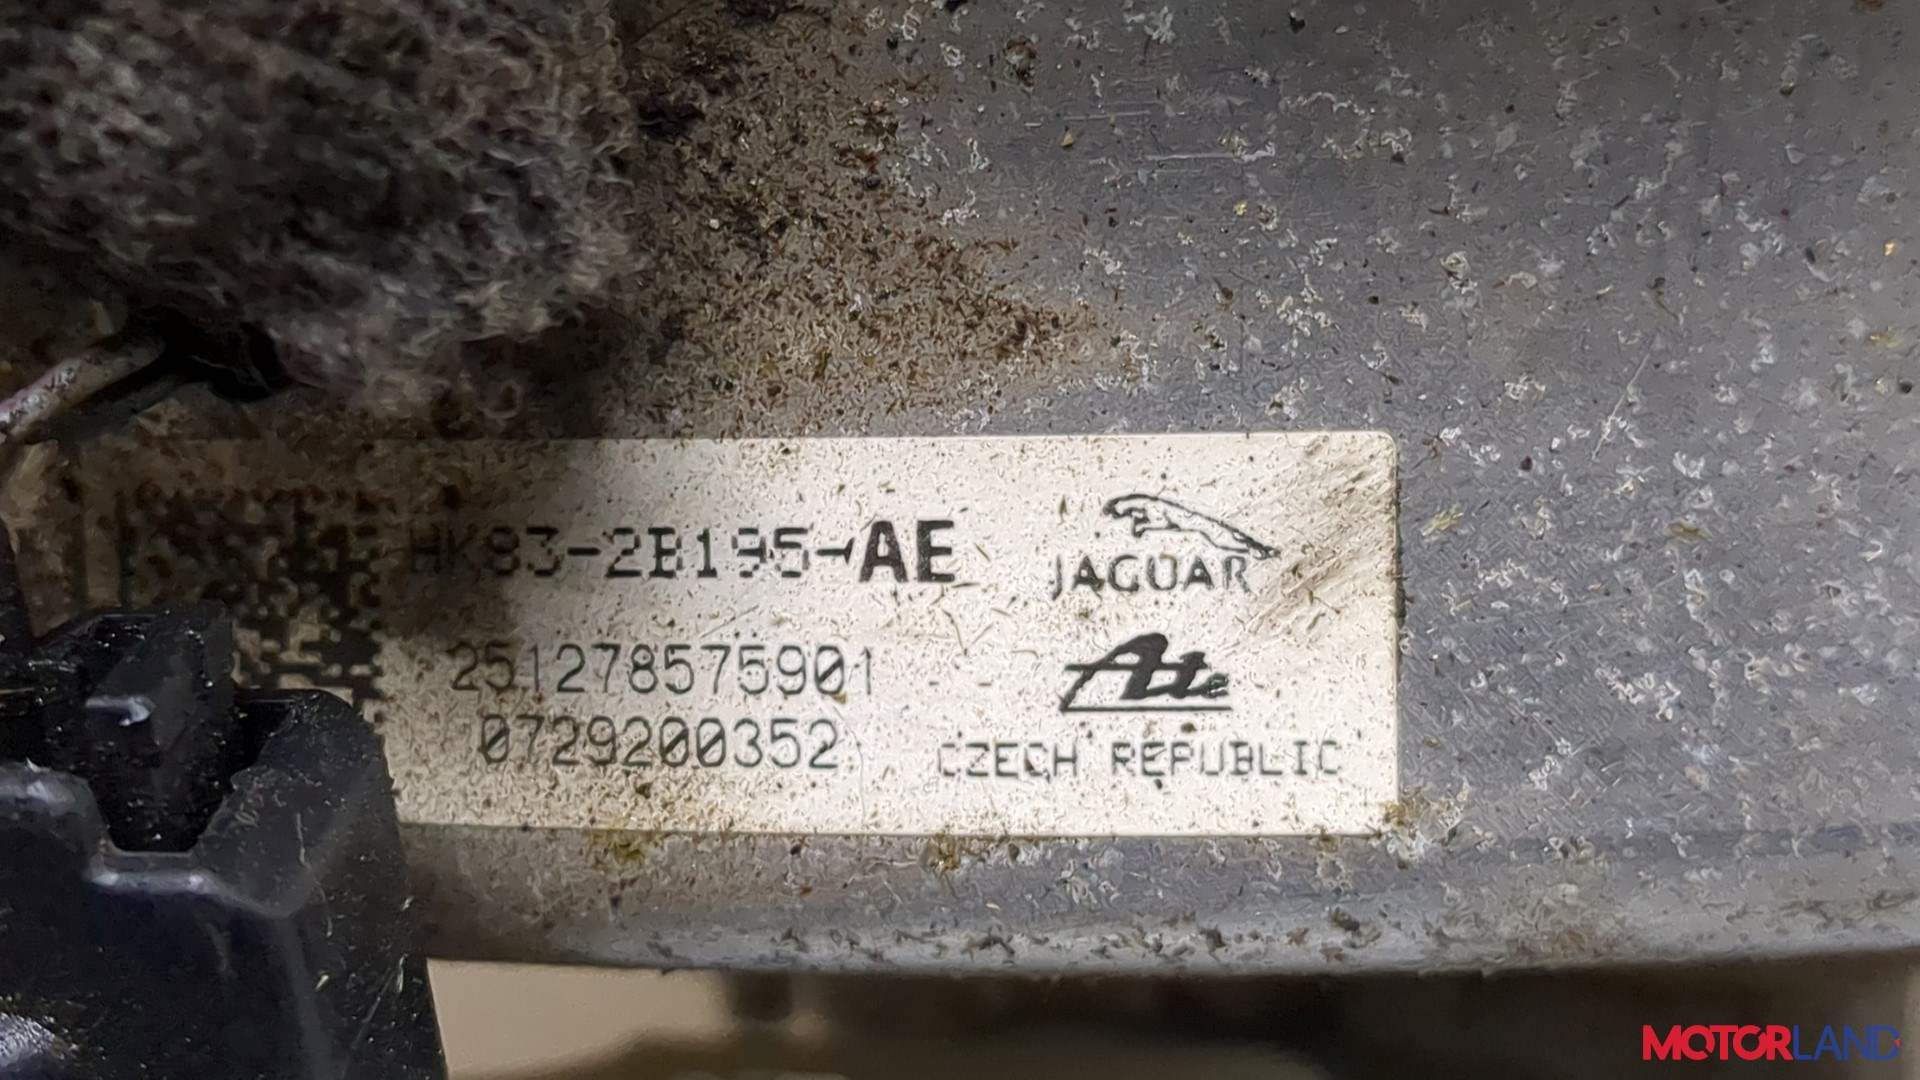 HK83-2B195-AE
JAGUAR
251278575901
Ate
0729200352
CZECH REPUBLIC
MOTORLAND